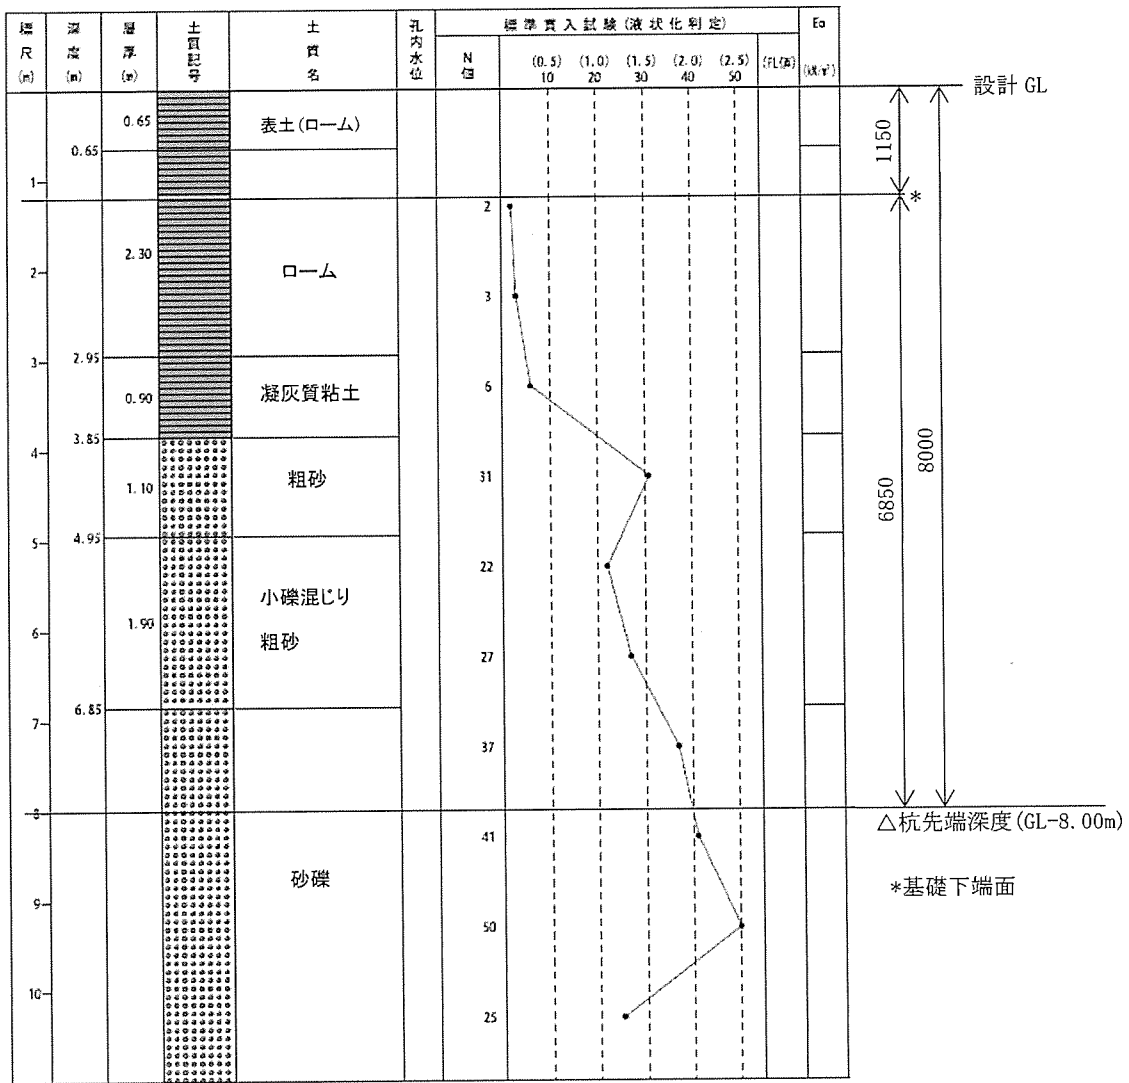 標尺(m) 深度(m) 層厚(m) 土質記号 土質名 孔内水位 標準貫入試験(液状化判定) Eo
N値 (0.5) (1.0) (1.5) (2.0) (2.5) (FL値) (kN/㎡)
10 20 30 40 50
設計 GL
0.65 表土(ローム)
1150
0.65
1
*
2
2.30
ローム
2
3
2.95
3
6
0.90 凝灰質粘土
3.85
4
8000
31
1.10 粗砂
6850
4.95
5
22
小礫混じり
1.90
6
粗砂
27
6.85
7
37
8
△杭先端深度(GL-8.00m)
41
砂礫
*基礎下端面
9
50
10
25